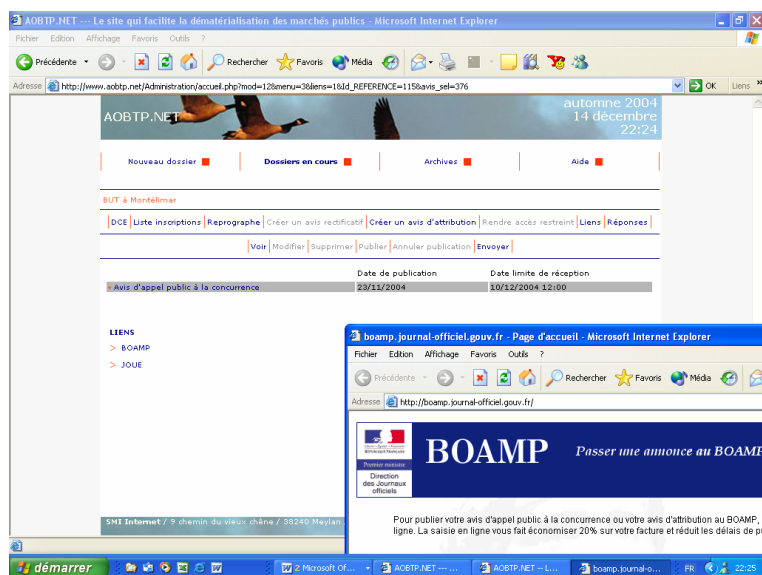 AOBTP.NET --- Le site qui facilite la dématérialisation des marchés publics - Microsoft Internet Explorer
Fichier Edition Affichage Favoris Outils ?
Précédente Rechercher Favoris Média
Adresse http://www.aobtp.net/Administration/accueil.php?mod=12&menu=3&liens=1&Id_REFERENCE=115&avis_sel=376 OK Liens »
AOBTP.NET
automne 2004
14 décembre
22:24
Nouveau dossier Dossiers en cours Archives Aide
BUT à Montélimar
DCE Liste inscriptions Reprographe Créer un avis rectificatif Créer un avis d'attribution Rendre accès restreint Liens Réponses
Voir Modifier Supprimer Publier Annuler publication Envoyer
Date de publication Date limite de réception
Avis d'appel public à la concurrence 23/11/2004 10/12/2004 12:00
LIENS
> BOAMP
> JOUE
boamp.journal-officiel.gouv.fr - Page d'accueil - Microsoft Internet Explorer
Fichier Edition Affichage Favoris Outils ?
Précédente Rechercher Favoris Média
Adresse http://boamp.journal-officiel.gouv.fr/
Premier ministre
Direction
des Journaux
officiels
BOAMP
Passer une annonce au BOAMP
Pour publier votre avis d'appel public à la concurrence ou votre avis d'attribution au BOAMP,
ligne. La saisie en ligne vous fait économiser 20% sur votre facture et réduit les délais de p
SMI Internet / 9 chemin du vieux chêne / 38240 Meylan
démarrer 2 Microsoft Of... AOBTP.NET --- ... AOBTP.NET -- L... boamp.journal-o... FR 22:25